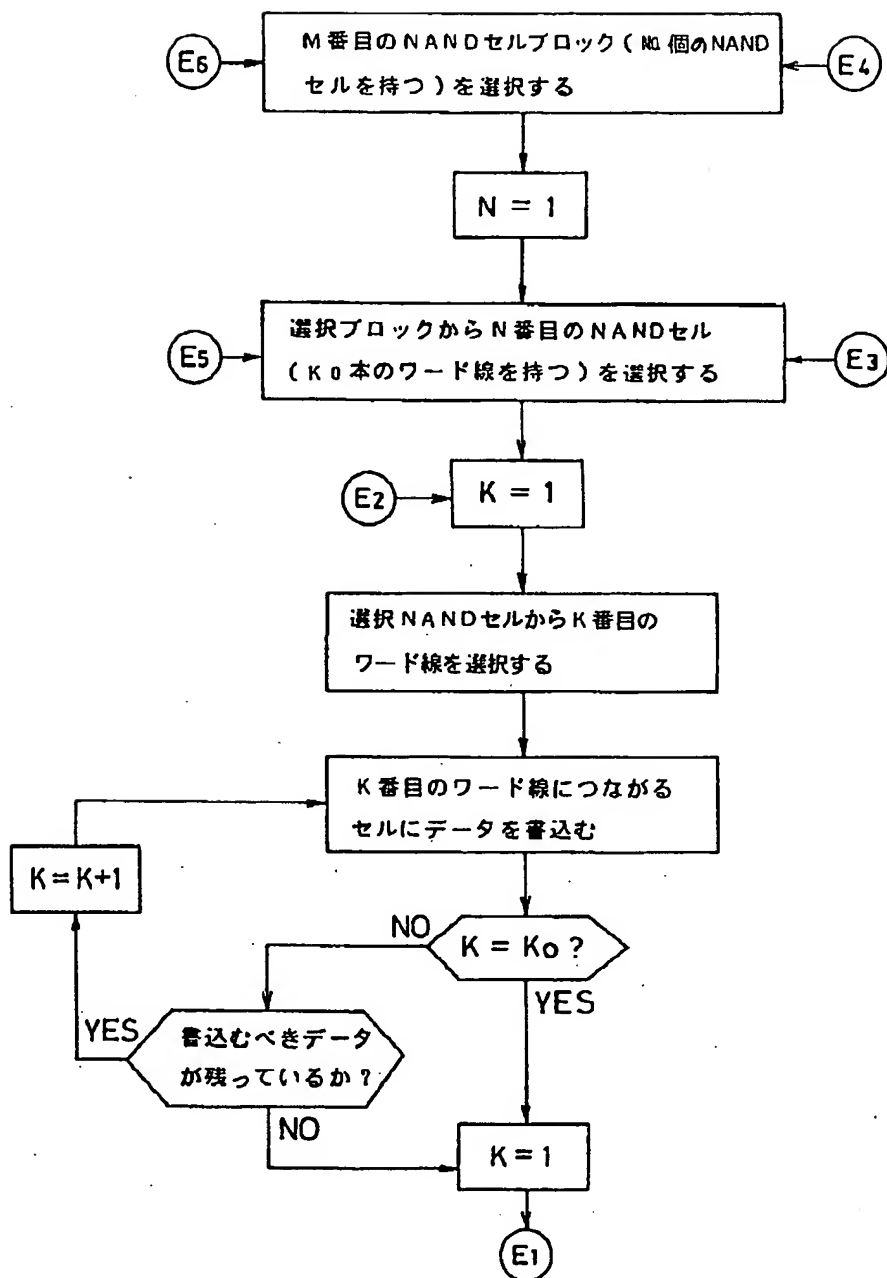 M番目のNANDセルブロック(N0個のNAND
セルを持つ)を選択する
E6
E4
N = 1
選択ブロックからN番目のNANDセル
(K0本のワード線を持つ)を選択する
E5
E3
E2
K = 1
選択NANDセルからK番目の
ワード線を選択する
K番目のワード線につながる
セルにデータを書込む
K=K+1
NO
K = K0 ?
YES
YES
書込むべきデータ
が残っているか?
NO
K = 1
E1